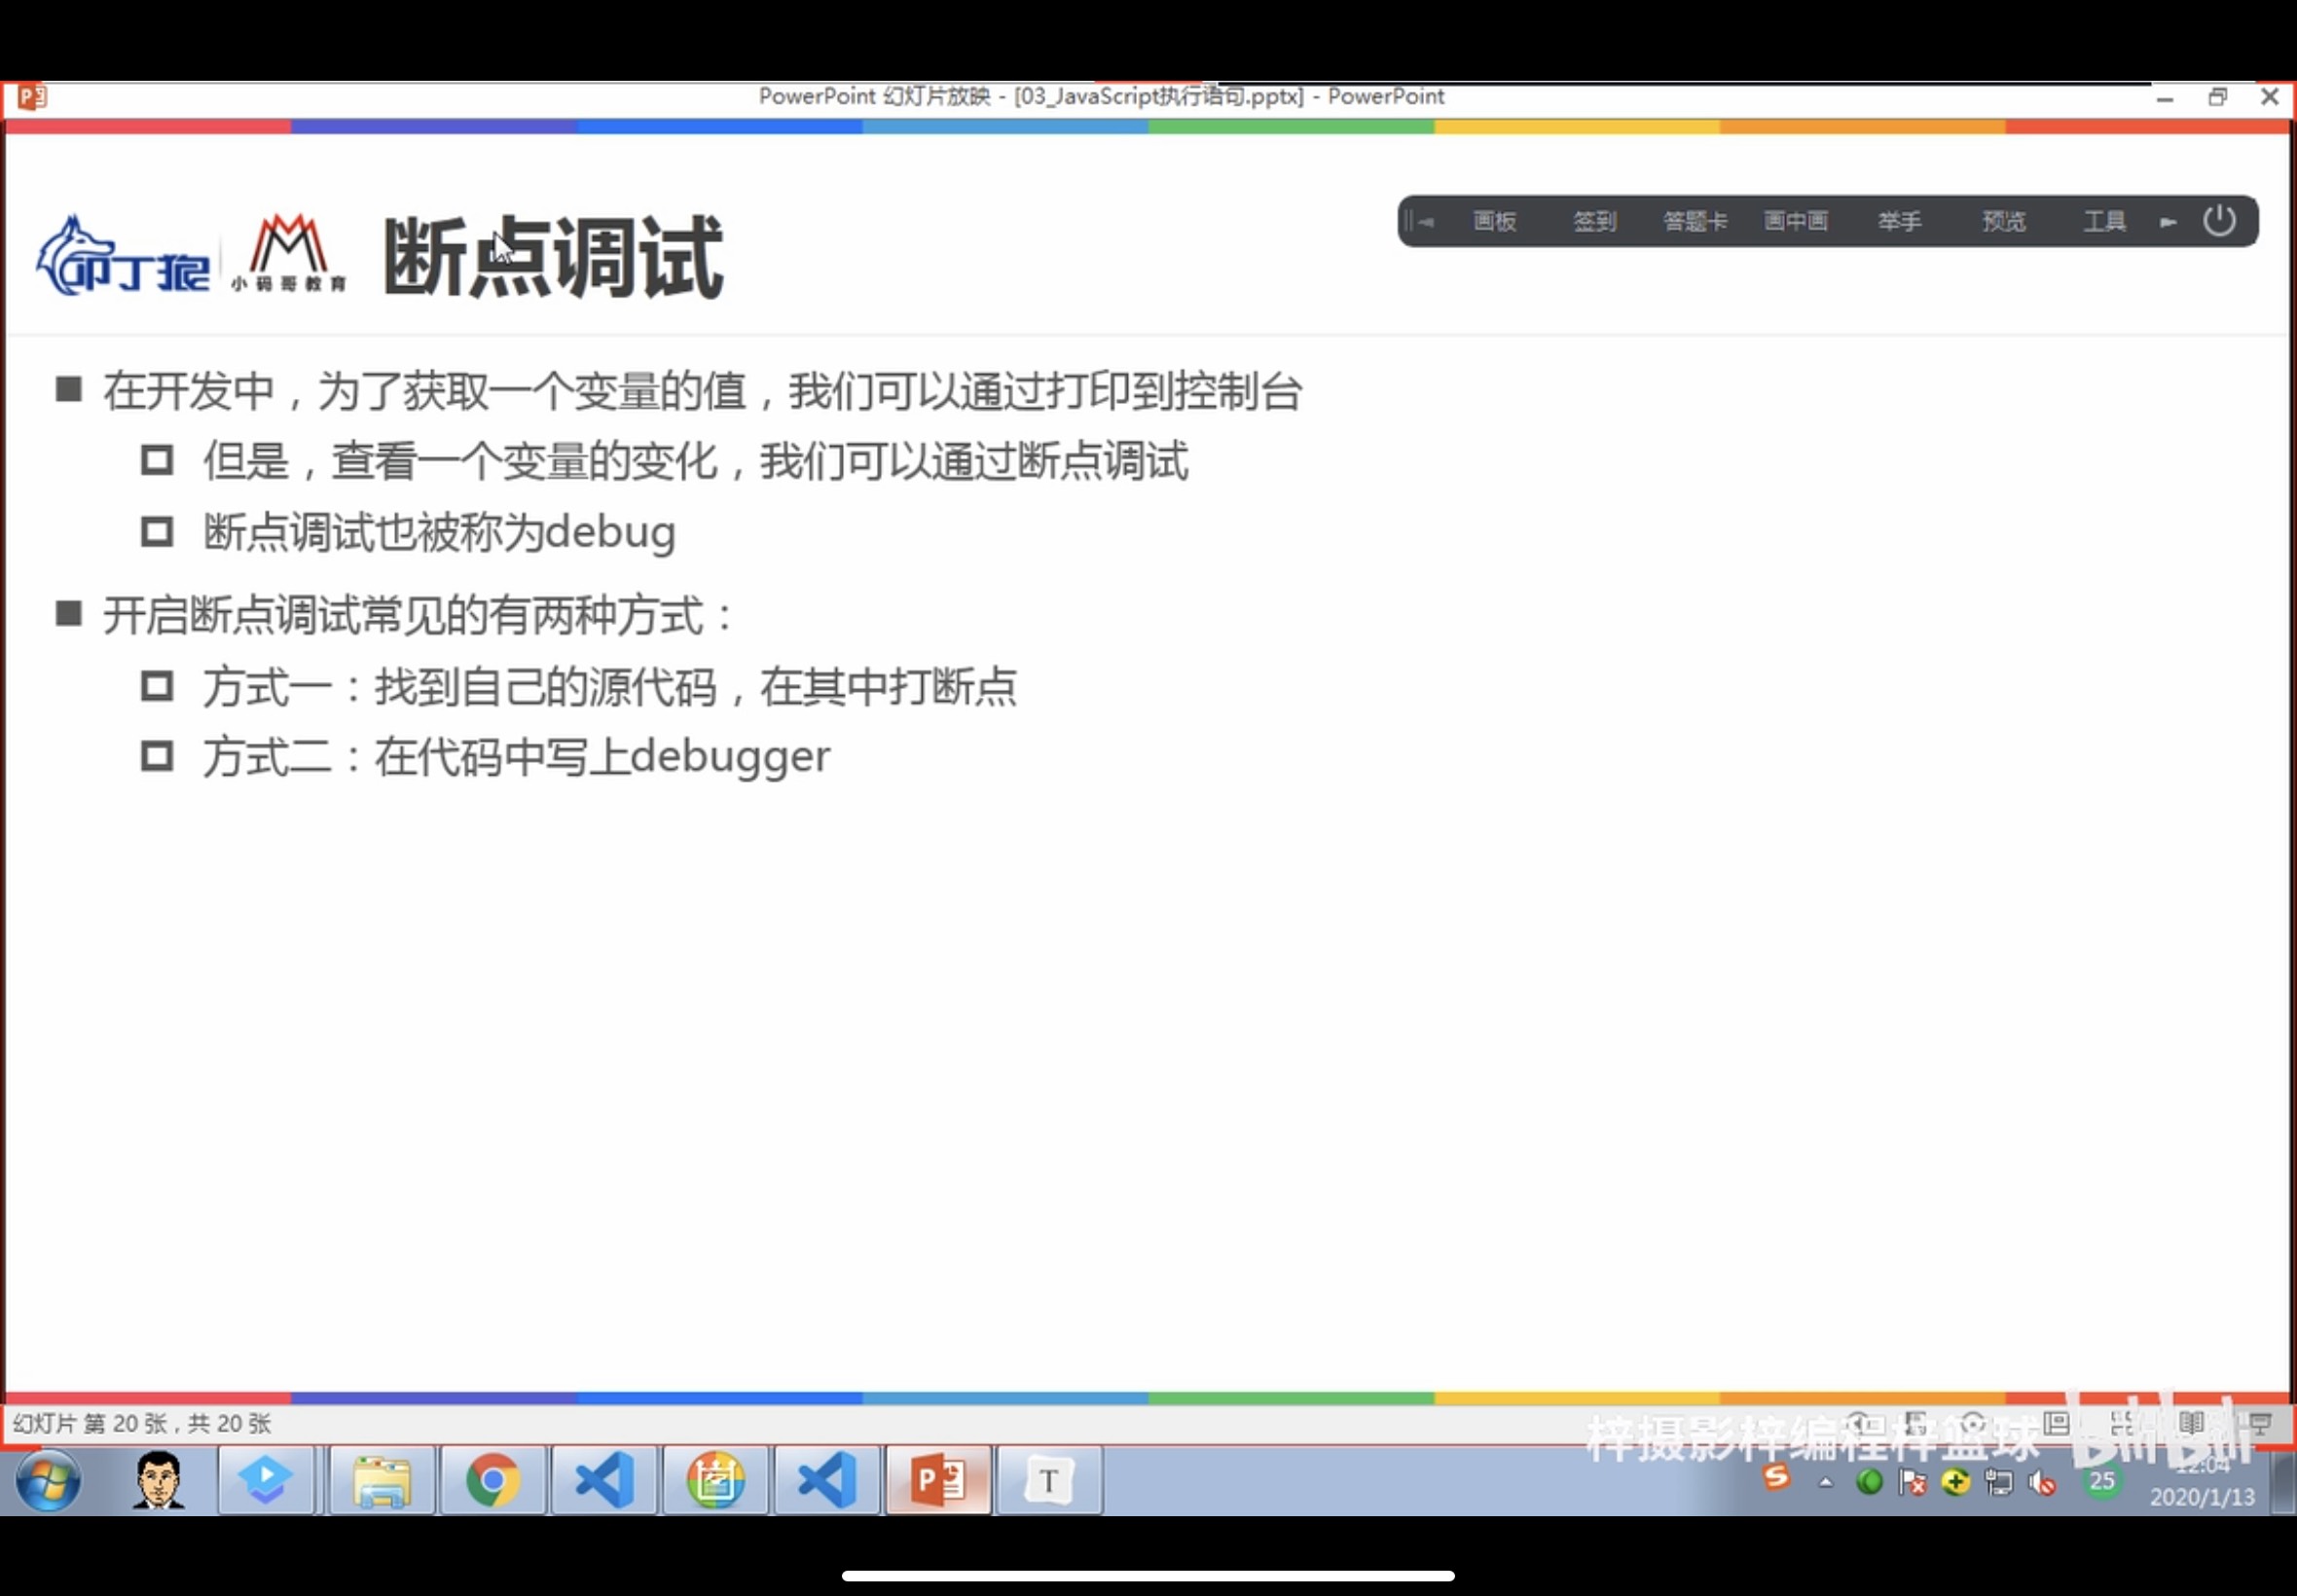 PowerPoint 幻灯片放映 - [03_JavaScript执行语句.pptx] - PowerPoint
叩丁狼
小码哥教育
断点调试
画板 签到 答题卡 画中画 举手 预览 工具
■ 在开发中，为了获取一个变量的值，我们可以通过打印到控制台
但是，查看一个变量的变化，我们可以通过断点调试
断点调试也被称为debug
■ 开启断点调试常见的有两种方式：
方式一：找到自己的源代码，在其中打断点
方式二：在代码中写上debugger
幻灯片 第 20 张，共 20 张
梓摄影梓编程梓篮球 bilibili
T
25
12:04
2020/1/13